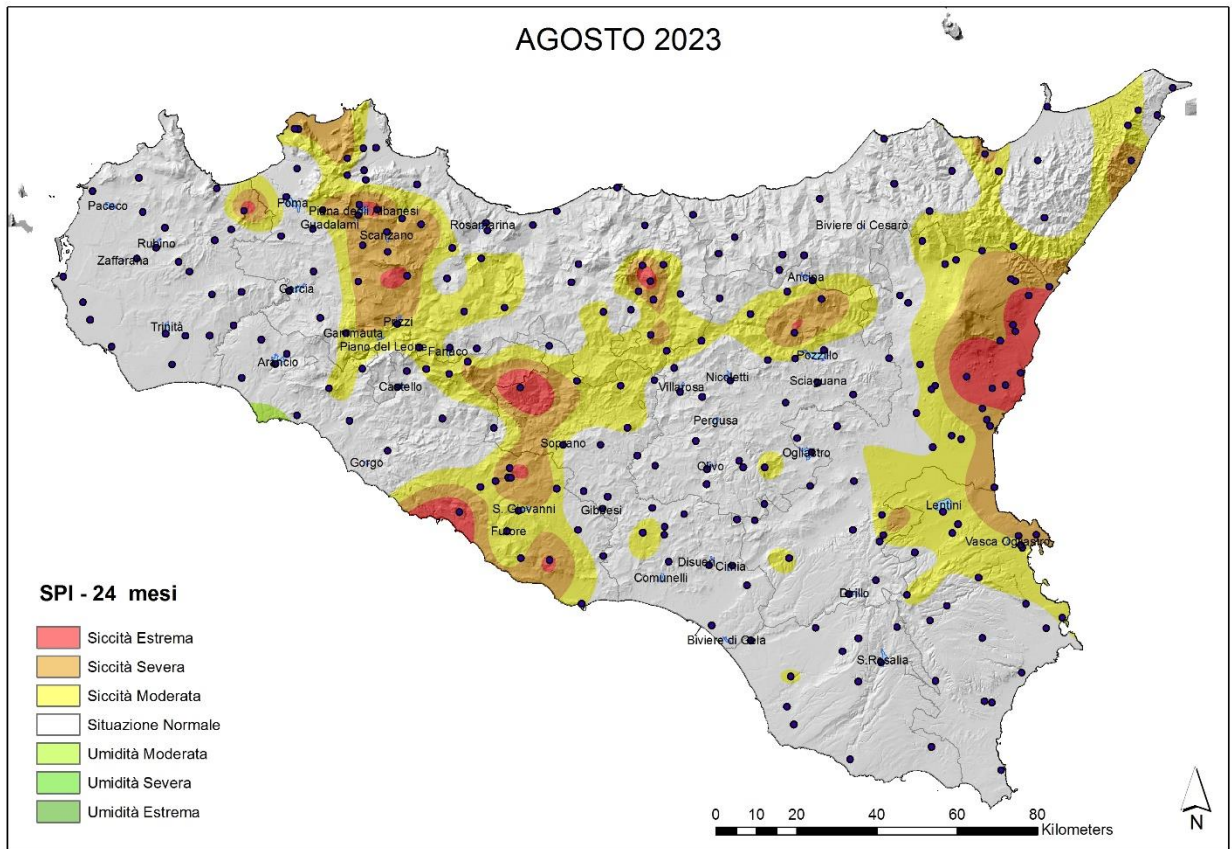 AGOSTO 2023
Paceco
Poma
Piana degli Albanesi
Guadalami
Rosamarina
Biviere di Cesarò
Rubino
Scanzano
Zaffarana
Ancipa
Garcia
Trinità
Prizzi
Gammauta
Piano del Leone
Fanaco
Pozzillo
Arancio
Castello
Villarosa
Nicoletti
Sciaguana
Pergusa
Soprano
Ogliastro
Gorgo
Olivo
S. Giovanni
Gibbesi
Lentini
Furore
Vasca Ogliastro
Disueri
Cimia
Comunelli
Dirillo
Biviere di Gela
S.Rosalia
SPI - 24 mesi
Siccità Estrema
Siccità Severa
Siccità Moderata
Situazione Normale
Umidità Moderata
Umidità Severa
Umidità Estrema
0 10 20 40 60 80
Kilometers
N